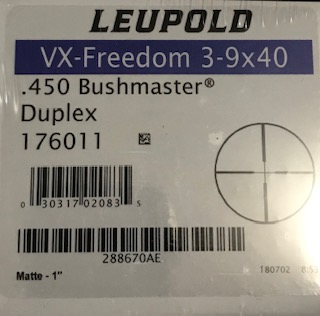 LEUPOLD
VX-Freedom 3-9x40
.450 Bushmaster®
Duplex
176011
0 30317 02083 5
288670AE
Matte - 1"
180702